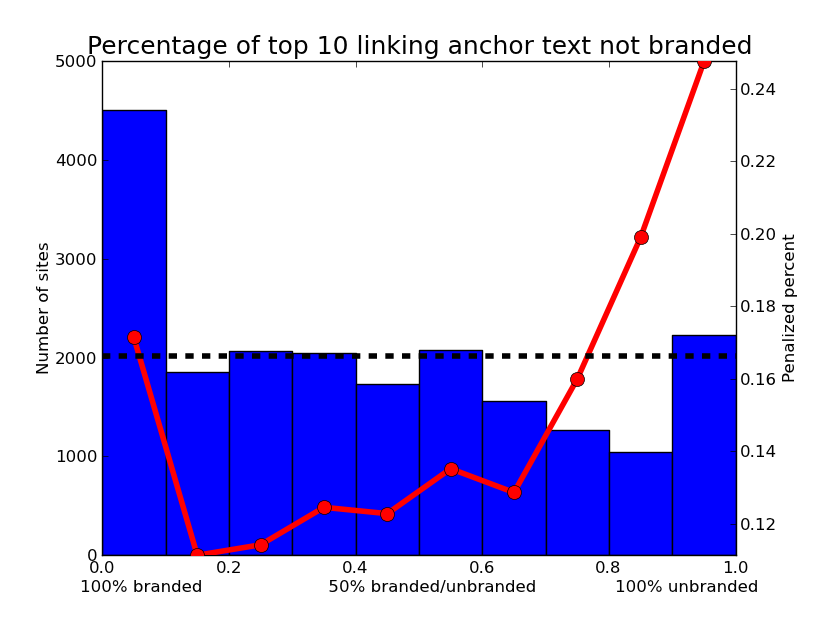 Percentage of top 10 linking anchor text not branded
5000
4000
3000
2000
1000
0
Number of sites
0.24
0.22
0.20
0.18
0.16
0.14
0.12
Penalized percent
0.0 0.2 0.4 0.6 0.8 1.0
100% branded 50% branded/unbranded 100% unbranded